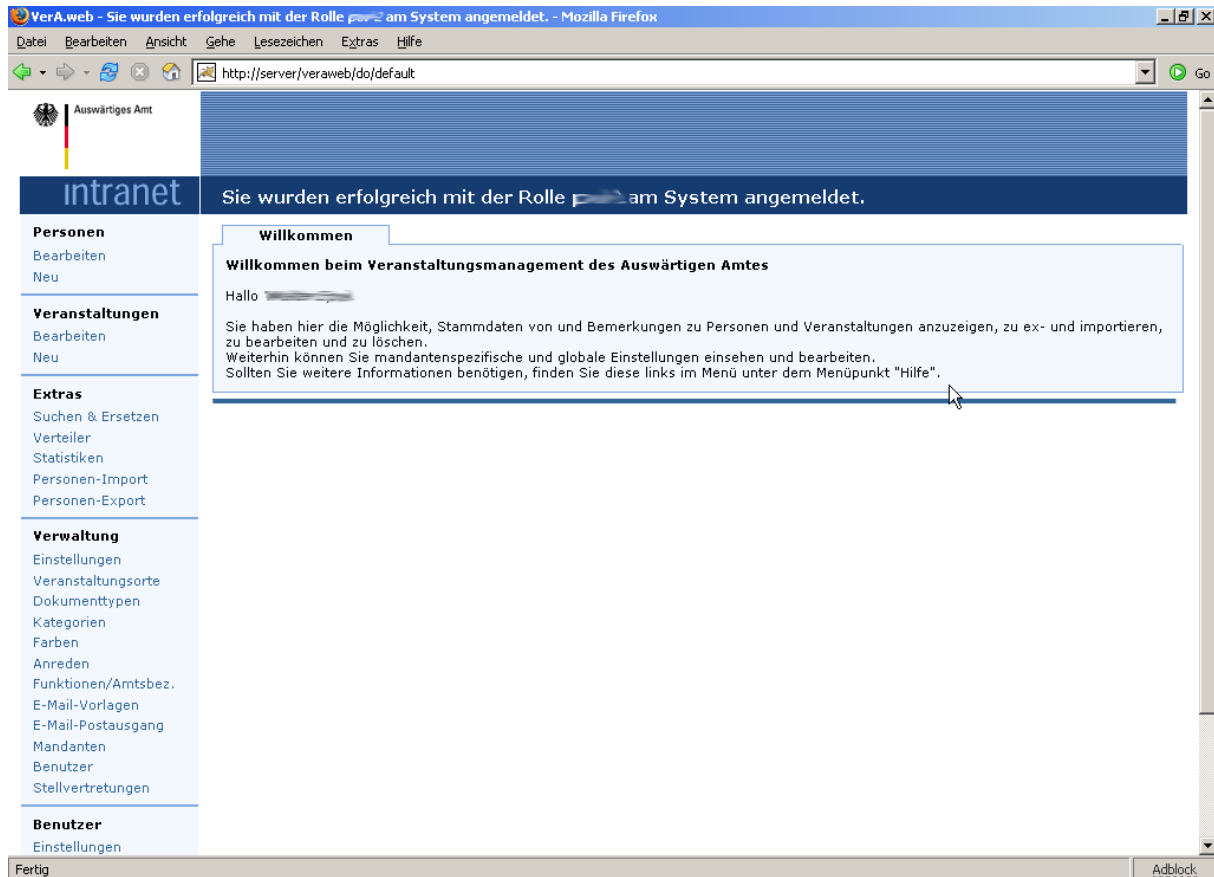 VerA.web - Sie wurden erfolgreich mit der Rolle am System angemeldet. - Mozilla Firefox
Datei Bearbeiten Ansicht Gehe Lesezeichen Extras Hilfe
http://server/veraweb/do/default Go
Auswärtiges Amt
intranet
Sie wurden erfolgreich mit der Rolle am System angemeldet.
Personen
Bearbeiten
Neu
Veranstaltungen
Bearbeiten
Neu
Extras
Suchen & Ersetzen
Verteiler
Statistiken
Personen-Import
Personen-Export
Verwaltung
Einstellungen
Veranstaltungsorte
Dokumenttypen
Kategorien
Farben
Anreden
Funktionen/Amtsbez.
E-Mail-Vorlagen
E-Mail-Postausgang
Mandanten
Benutzer
Stellvertretungen
Benutzer
Einstellungen
Willkommen
Willkommen beim Veranstaltungsmanagement des Auswärtigen Amtes
Hallo
Sie haben hier die Möglichkeit, Stammdaten von und Bemerkungen zu Personen und Veranstaltungen anzuzeigen, zu ex- und importieren,
zu bearbeiten und zu löschen.
Weiterhin können Sie mandantenspezifische und globale Einstellungen einsehen und bearbeiten.
Sollten Sie weitere Informationen benötigen, finden Sie diese links im Menü unter dem Menüpunkt "Hilfe".
Fertig
Adblock